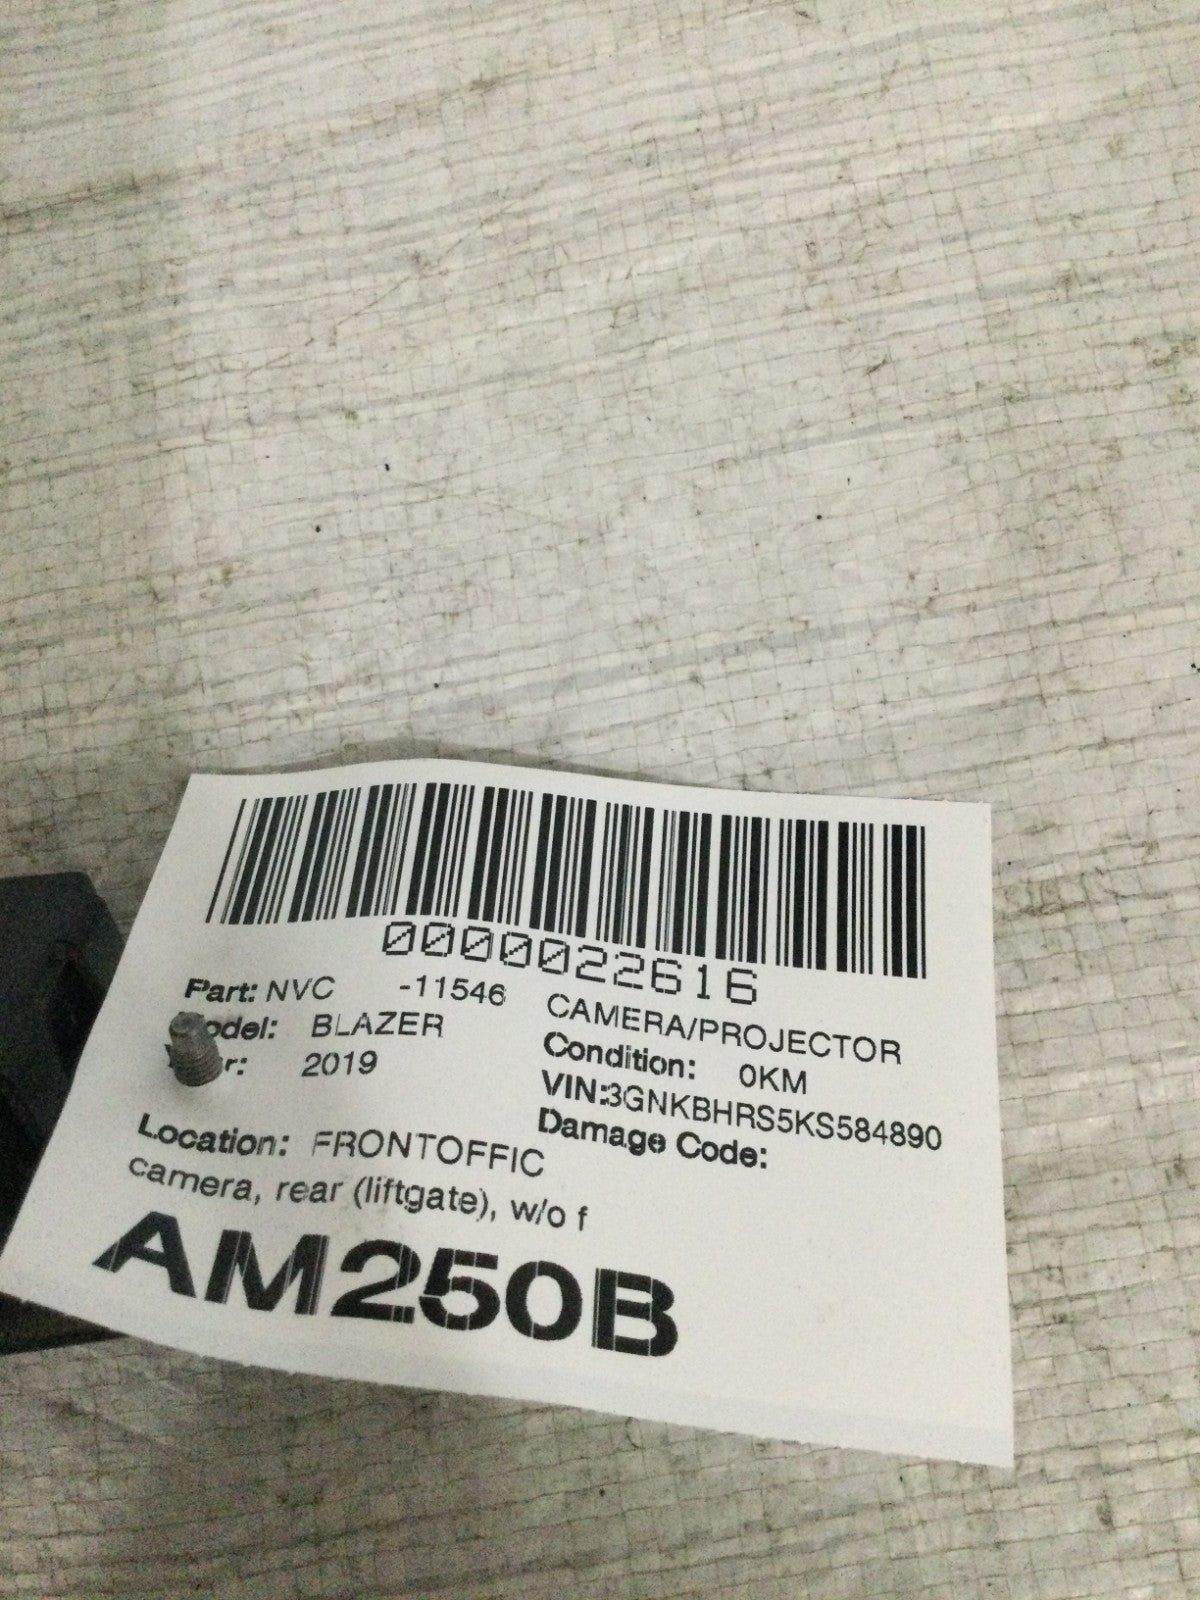 0000022616
Part: NVC -11546 CAMERA/PROJECTOR
Model: BLAZER Condition: 0KM
2019 VIN:3GNKBHRS5KS584890
Location: FRONTOFFIC Damage Code:
camera, rear (liftgate), w/o f
AM250B